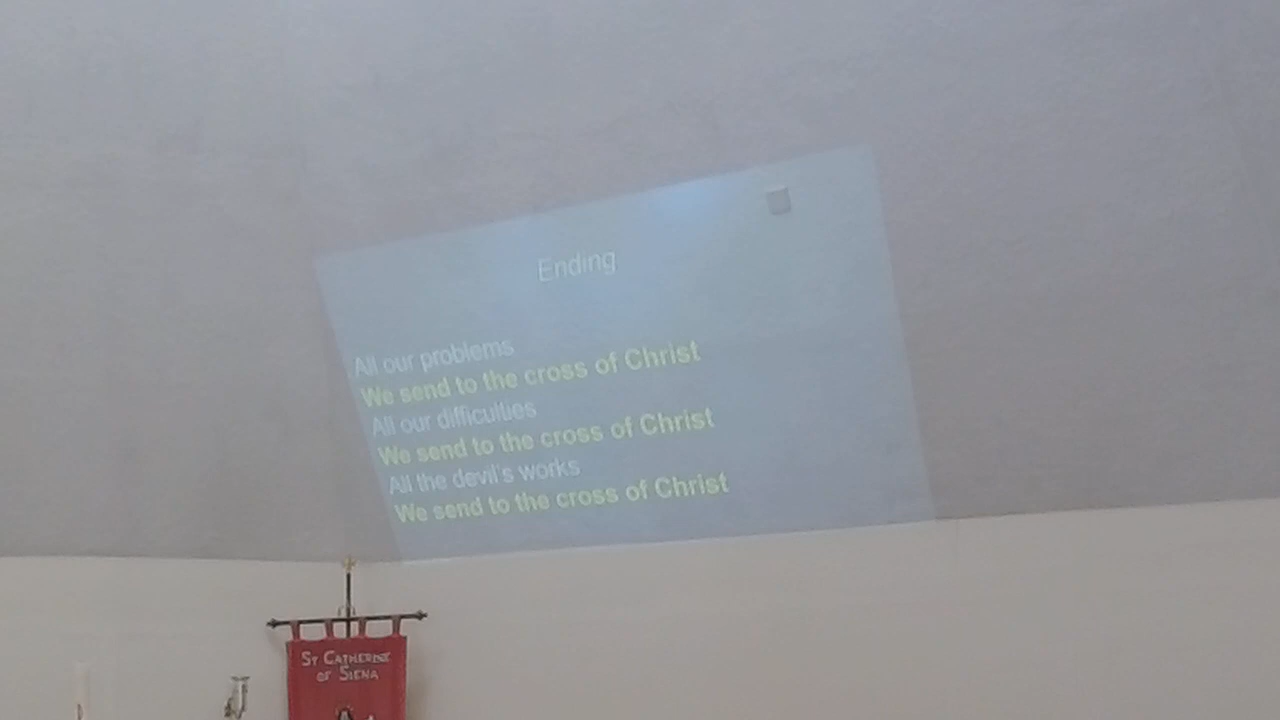 Ending
All our problems
We send to the cross of Christ
All our difficulties
We send to the cross of Christ
All the devil's works
We send to the cross of Christ
St Catherine
of Siena